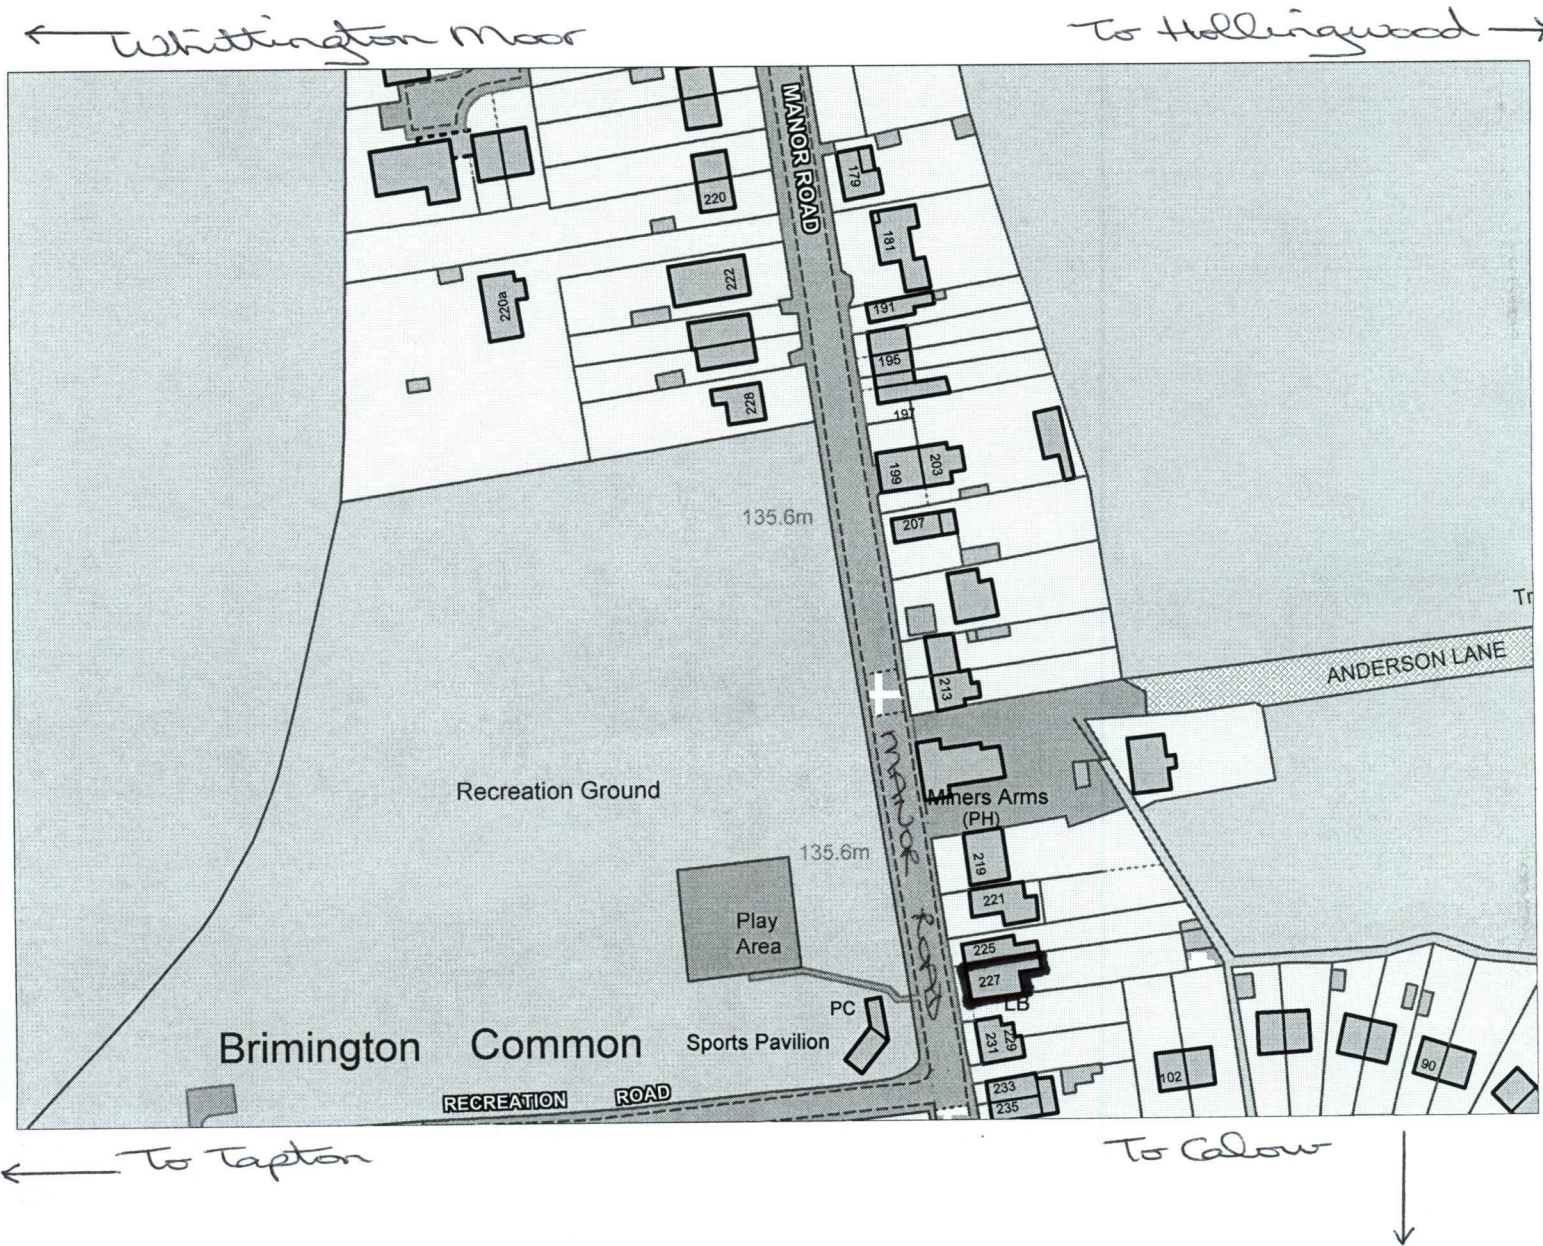 Whittington Moor
To Hollingwood
MANOR ROAD
179
220
181
222
220a
191
195
228
197
199
203
135.6m
207
Tr
ANDERSON LANE
213
MANOR ROAD
Recreation Ground
Miners Arms
(PH)
135.6m
219
221
Play
Area
225
227
LB
PC
Sports Pavilion
Brimington Common
231
229
233
235
102
90
RECREATION ROAD
To Tapton
To Calow